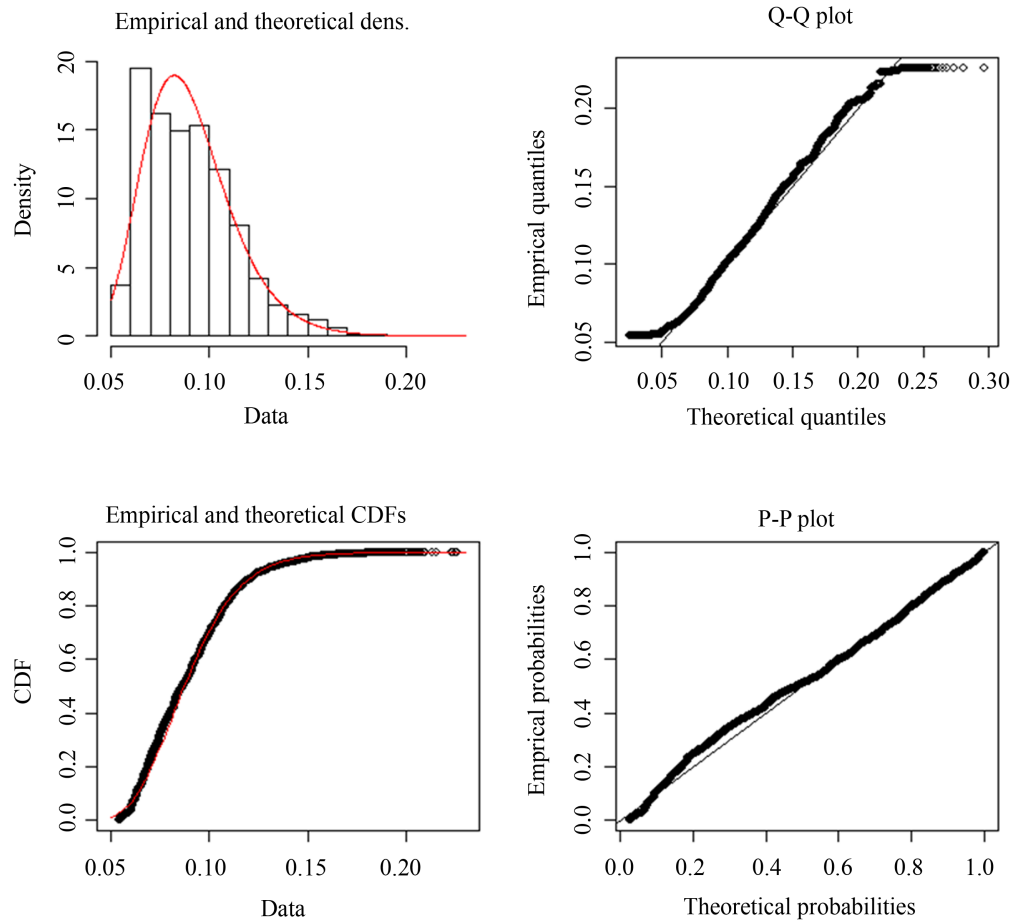 Empirical and theoretical dens.
Density
0 5 10 15 20
0.05 0.10 0.15 0.20
Data
Q-Q plot
Emprical quantiles
0.05 0.10 0.15 0.20
0.05 0.10 0.15 0.20 0.25 0.30
Theoretical quantiles
Empirical and theoretical CDFs
CDF
0.0 0.2 0.4 0.6 0.8 1.0
0.05 0.10 0.15 0.20
Data
P-P plot
Emprical probabilities
0.0 0.2 0.4 0.6 0.8 1.0
0.0 0.2 0.4 0.6 0.8 1.0
Theoretical probabilities